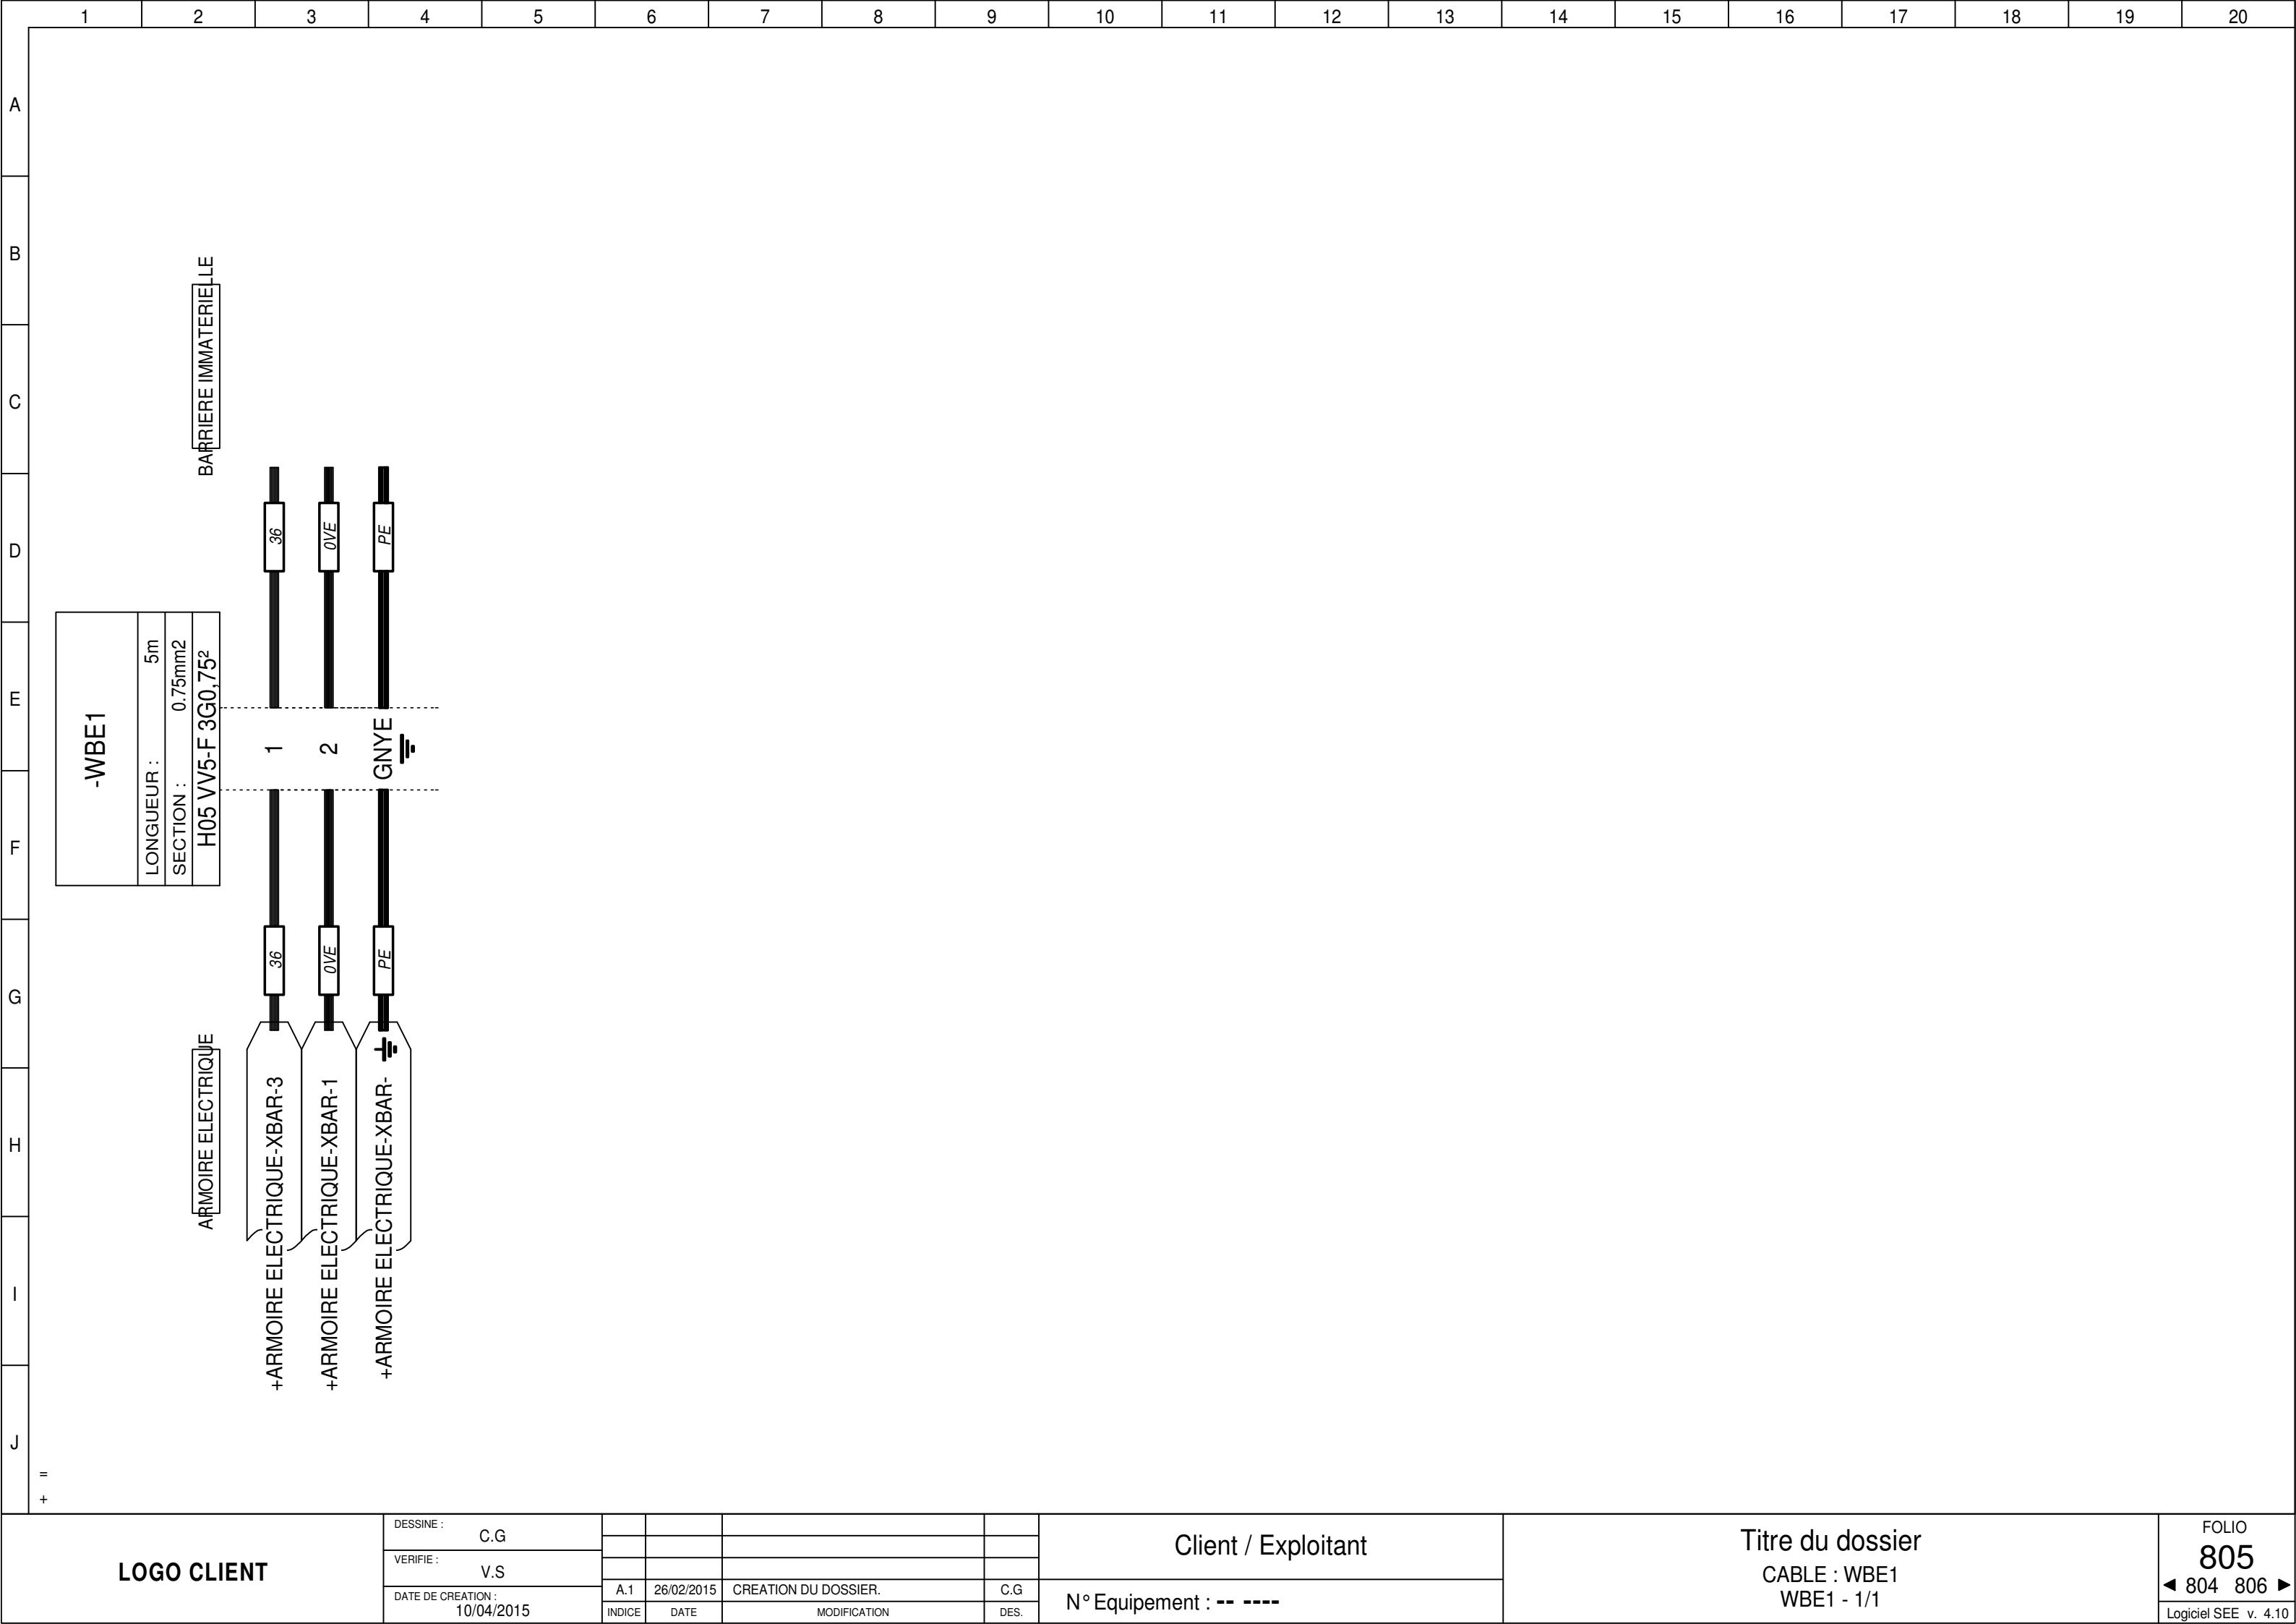 1 2 3 4 5 6 7 8 9 10 11 12 13 14 15 16 17 18 19 20
A
B
C
D
E
F
G
H
I
J
-WBE1
LONGUEUR : 5m
SECTION : 0.75mm2
H05 VV5-F 3G0,75²
BARRIERE IMMATERIELLE
36 0VE PE
1 2 GNYE
36 0VE PE
ARMOIRE ELECTRIQUE
+ARMOIRE ELECTRIQUE-XBAR-3
+ARMOIRE ELECTRIQUE-XBAR-1
+ARMOIRE ELECTRIQUE-XBAR-
=
+
LOGO CLIENT
DESSINE :
C.G
VERIFIE :
V.S
DATE DE CREATION :
10/04/2015
A.1 26/02/2015 CREATION DU DOSSIER. C.G
INDICE DATE MODIFICATION DES.
Client / Exploitant
N° Equipement : -- ----
Titre du dossier
CABLE : WBE1
WBE1 - 1/1
FOLIO
805
◄ 804 806 ►
Logiciel SEE v. 4.10